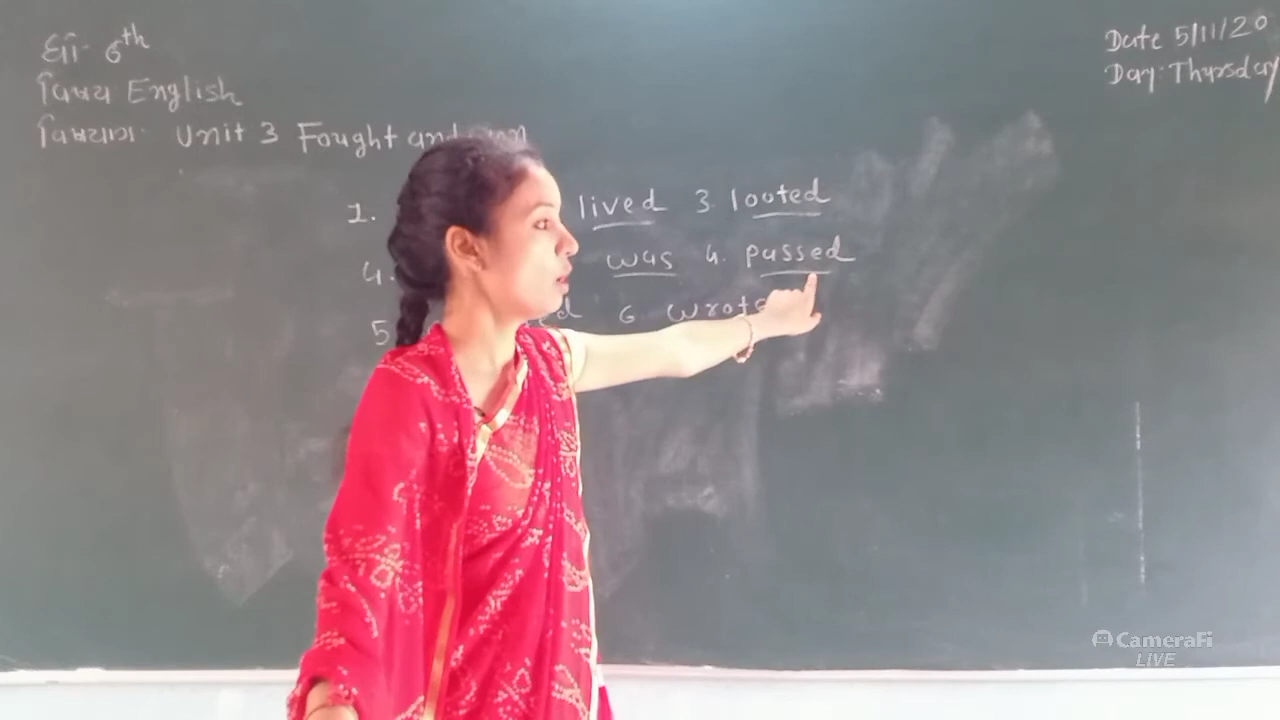 ધો- 6th
વિષય English
વિષયાંગ- Unit 3 Fought and
Date 5/11/20
Day: Thursday
1. lived 3. looted
4. was 4. passed
5 6 wrote
CameraFi
LIVE